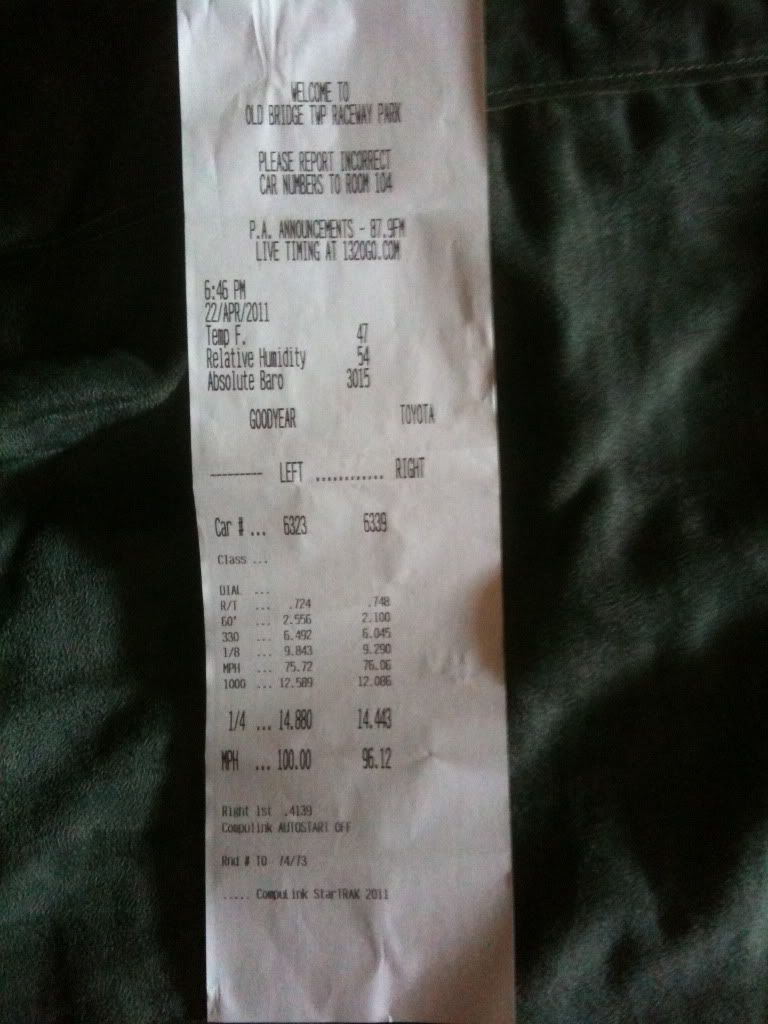 WELCOME TO
OLD BRIDGE TWP RACEWAY PARK
PLEASE REPORT INCORRECT
CAR NUMBERS TO ROOM 104
P.A. ANNOUNCEMENTS - 87.9FM
LIVE TIMING AT 1320GO.COM
6:46 PM
22/APR/2011
Temp F. 47
Relative Humidity 54
Absolute Baro 3015
GOODYEAR TOYOTA
--------- LEFT ............ RIGHT
Car # ... 6323 6339
Class ...
DIAL ...
R/T ... .724 .748
60' ... 2.556 2.100
330 ... 6.492 6.045
1/8 ... 9.843 9.290
MPH ... 75.72 76.06
1000 ... 12.589 12.086
1/4 ... 14.880 14.443
MPH ... 100.00 96.12
Right 1st .4139
Compulink AUTOSTART OFF
Rnd # TO 74/73
..... CompuLink StarTRAK 2011